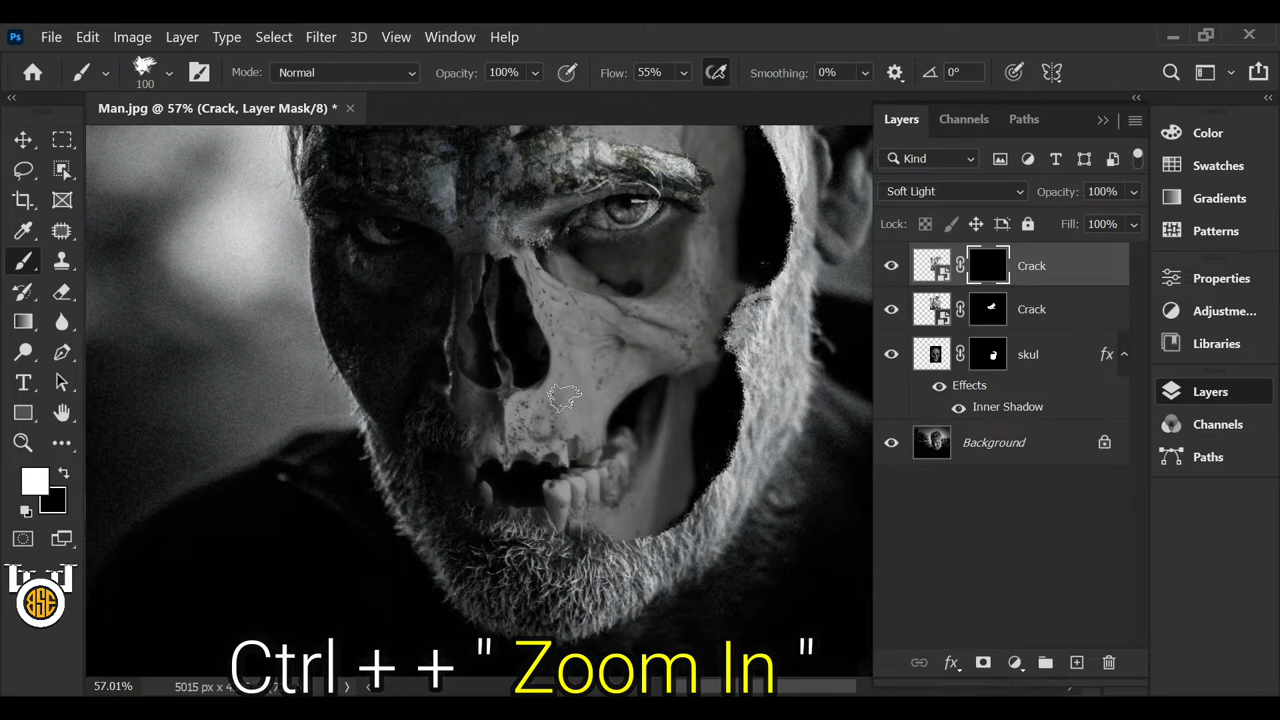 Ps File Edit Image Layer Type Select Filter 3D View Window Help
100 Mode: Normal Opacity: 100% Flow: 55% Smoothing: 0% 0°
Man.jpg @ 57% (Crack, Layer Mask/8) *
Layers Channels Paths
Kind
Soft Light Opacity: 100%
Lock: Fill: 100%
Crack
Crack
skul fx
Effects
Inner Shadow
Background
Color
Swatches
Gradients
Patterns
Properties
Adjustme...
Libraries
Layers
Channels
Paths
BSE
Ctrl + + " Zoom In "
57.01% 5015 px x 4
fx